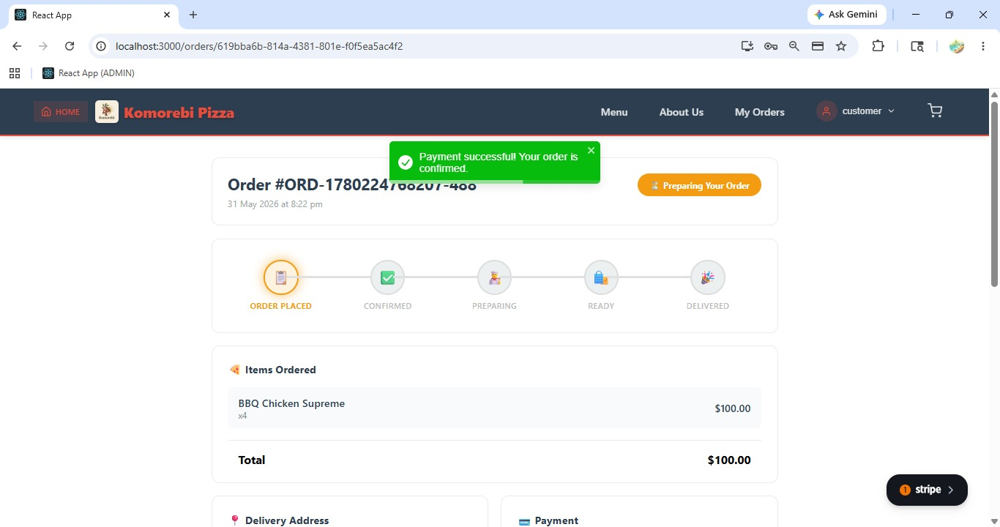 React App
Ask Gemini
localhost:3000/orders/619bba6b-814a-4381-801e-f0f5ea5ac4f2
React App (ADMIN)
HOME
Komorebi Pizza
Menu
About Us
My Orders
customer
Payment successful! Your order is
confirmed.
Order #ORD-1780224768207-488
Preparing Your Order
31 May 2026 at 8:22 pm
ORDER PLACED
CONFIRMED
PREPARING
READY
DELIVERED
Items Ordered
BBQ Chicken Supreme
$100.00
x4
Total
$100.00
1 stripe
Delivery Address
Payment